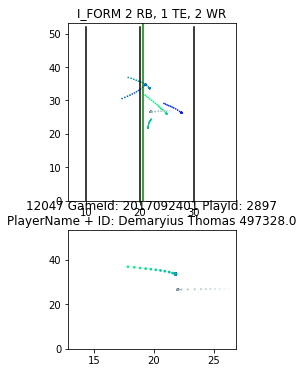 I_FORM 2 RB, 1 TE, 2 WR
50
40
30
20
10
0
10 20 30
12047 GameId: 2017092401 PlayId: 2897
PlayerName + ID: Demaryius Thomas 497328.0
40
20
0
15 20 25